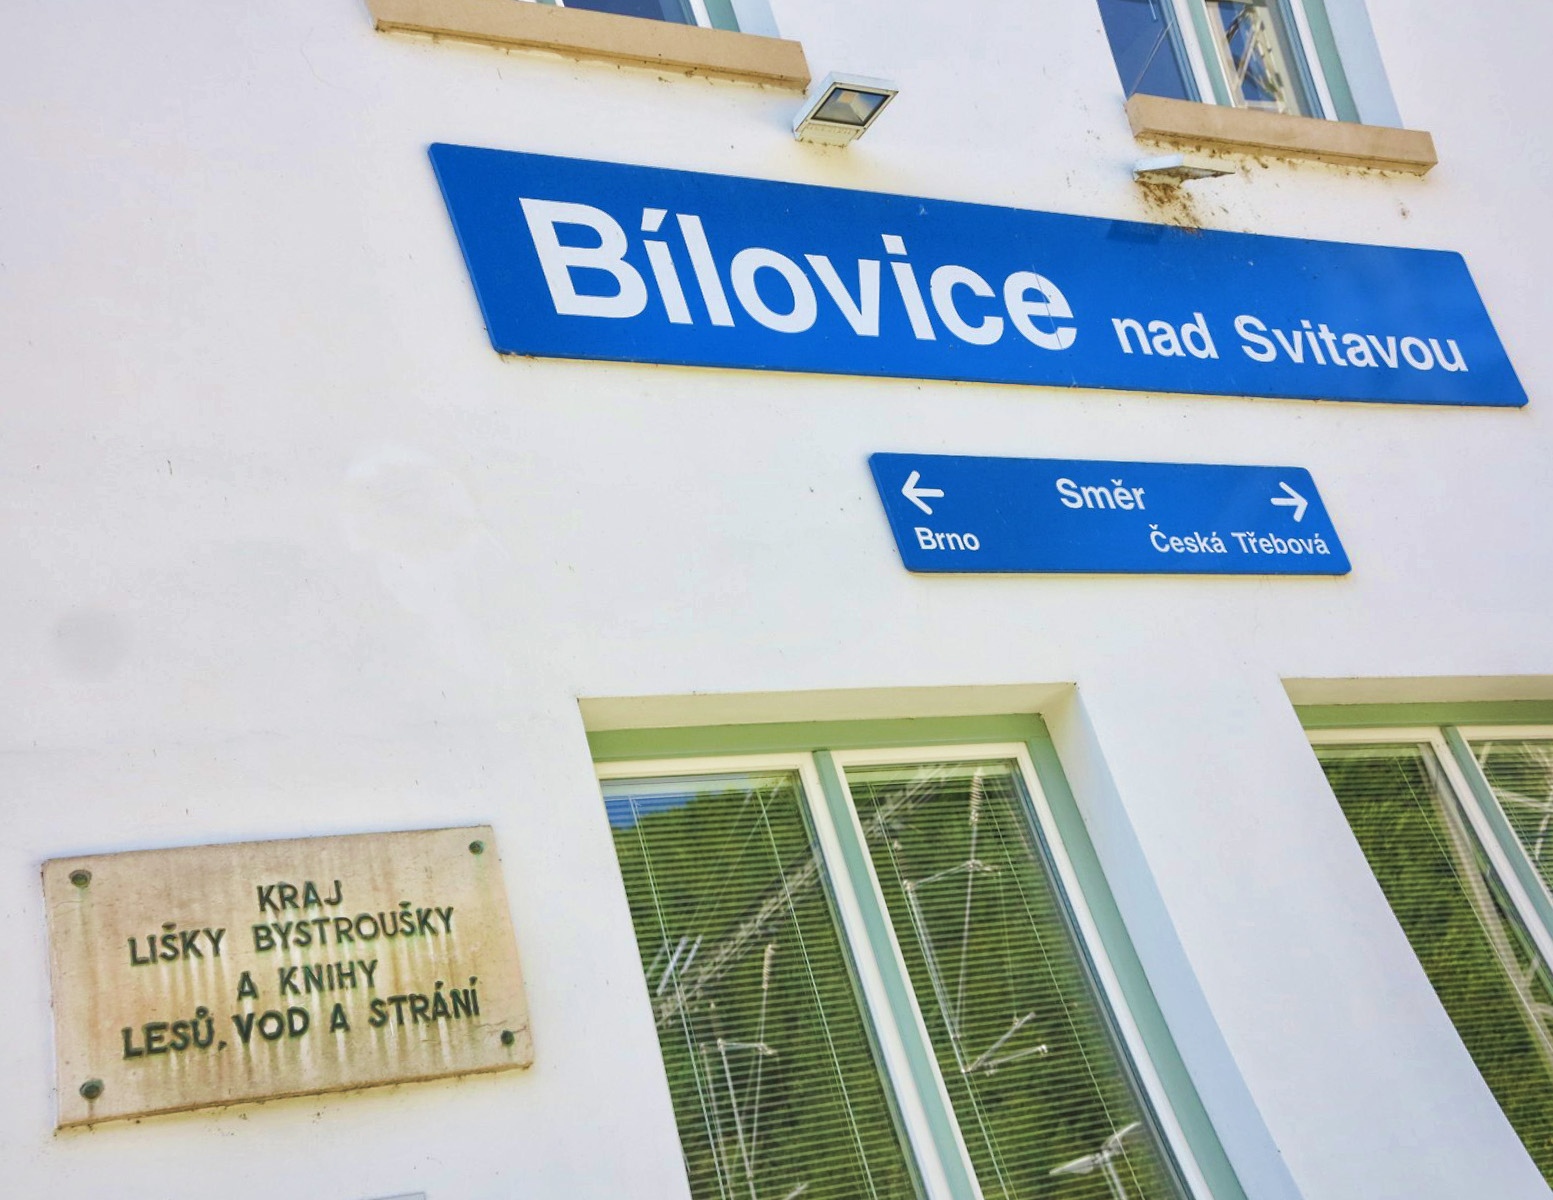 Bílovice nad Svitavou
Směr
Brno
Česká Třebová
KRAJ
LIŠKY BYSTROUŠKY
A KNIHY
LESŮ, VOD A STRÁNÍ